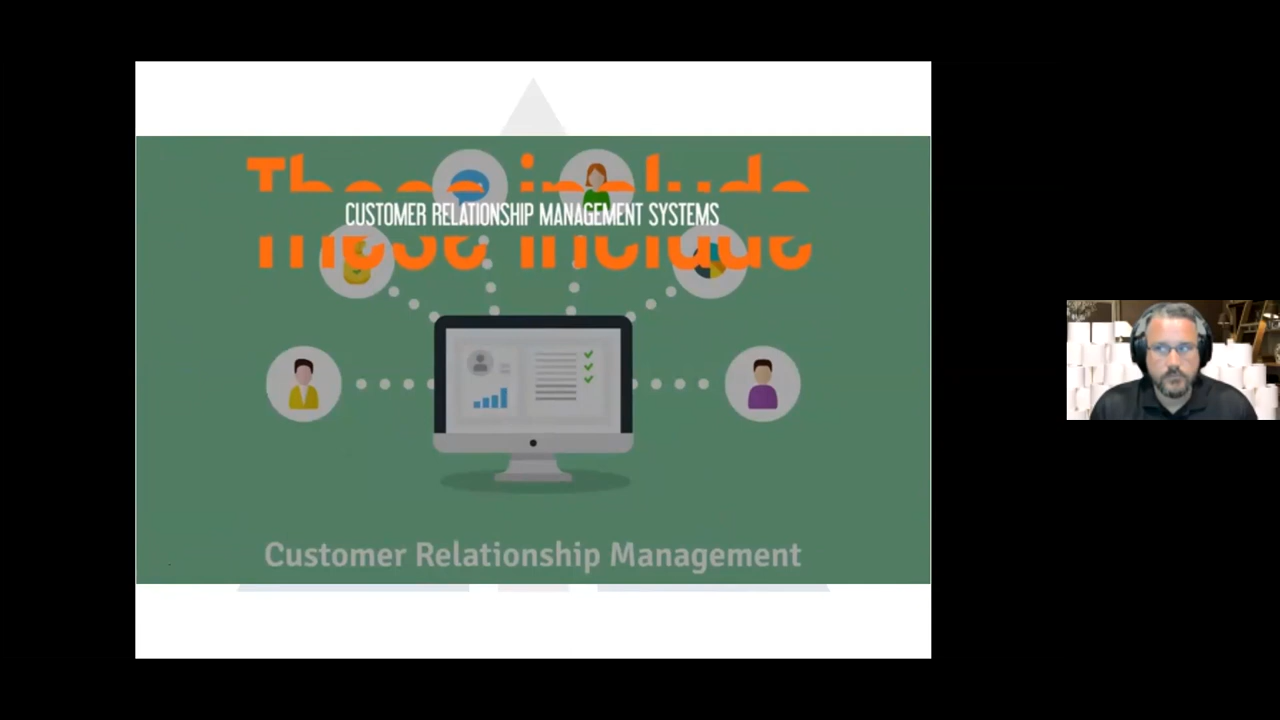 These include
CUSTOMER RELATIONSHIP MANAGEMENT SYSTEMS
Customer Relationship Management